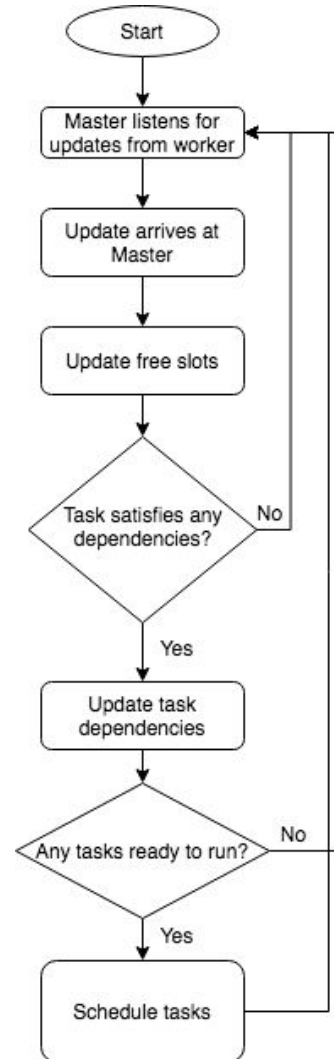 Start
Master listens for
updates from worker
Update arrives at
Master
Update free slots
Task satisfies any
dependencies?
No
Yes
Update task
dependencies
Any tasks ready to run?
No
Yes
Schedule tasks